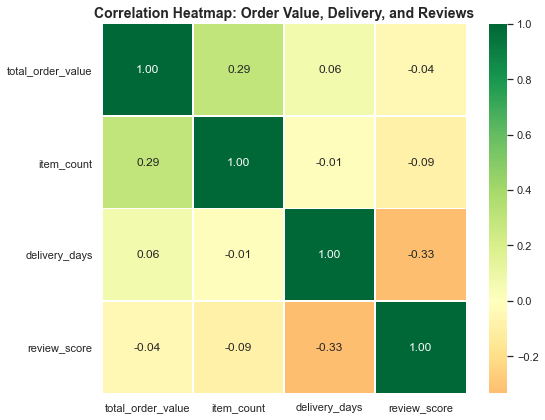 Correlation Heatmap: Order Value, Delivery, and Reviews
total_order_value 1.00 0.29 0.06 -0.04
item_count 0.29 1.00 -0.01 -0.09
delivery_days 0.06 -0.01 1.00 -0.33
review_score -0.04 -0.09 -0.33 1.00
total_order_value item_count delivery_days review_score
1.0
0.8
0.6
0.4
0.2
0.0
−0.2